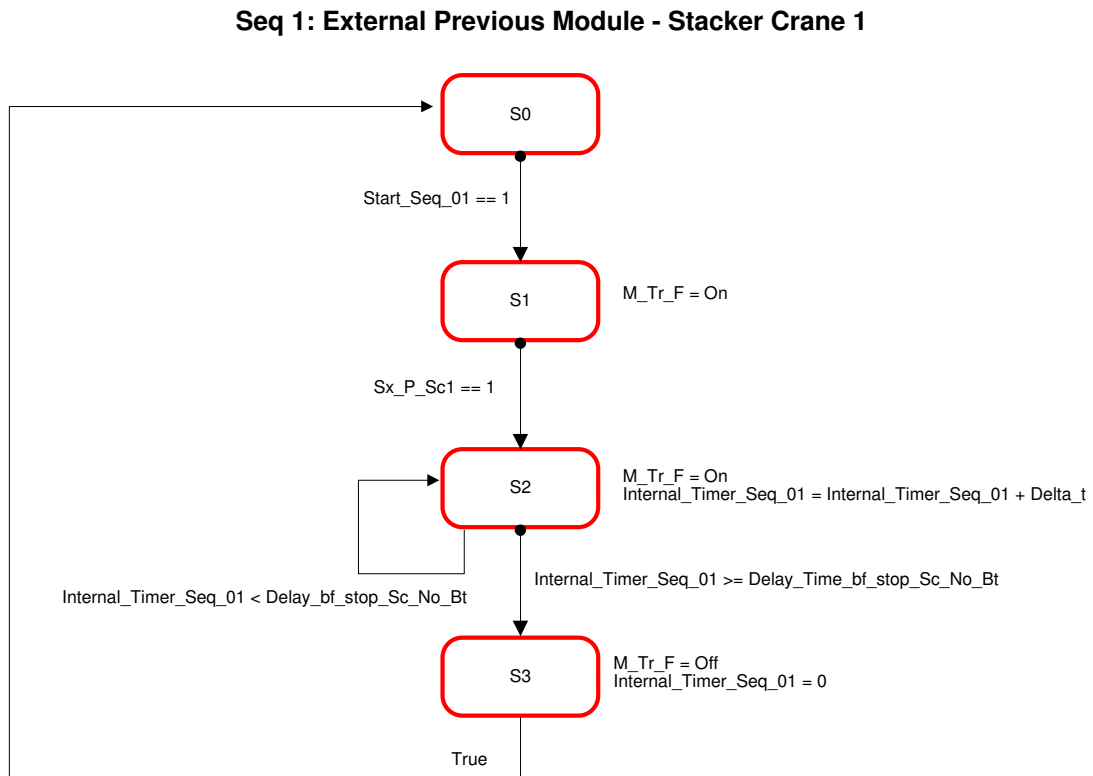 Seq 1: External Previous Module - Stacker Crane 1
S0
Start_Seq_01 == 1
S1
M_Tr_F = On
Sx_P_Sc1 == 1
S2
M_Tr_F = On
Internal_Timer_Seq_01 = Internal_Timer_Seq_01 + Delta_t
Internal_Timer_Seq_01 >= Delay_Time_bf_stop_Sc_No_Bt
Internal_Timer_Seq_01 < Delay_bf_stop_Sc_No_Bt
S3
M_Tr_F = Off
Internal_Timer_Seq_01 = 0
True